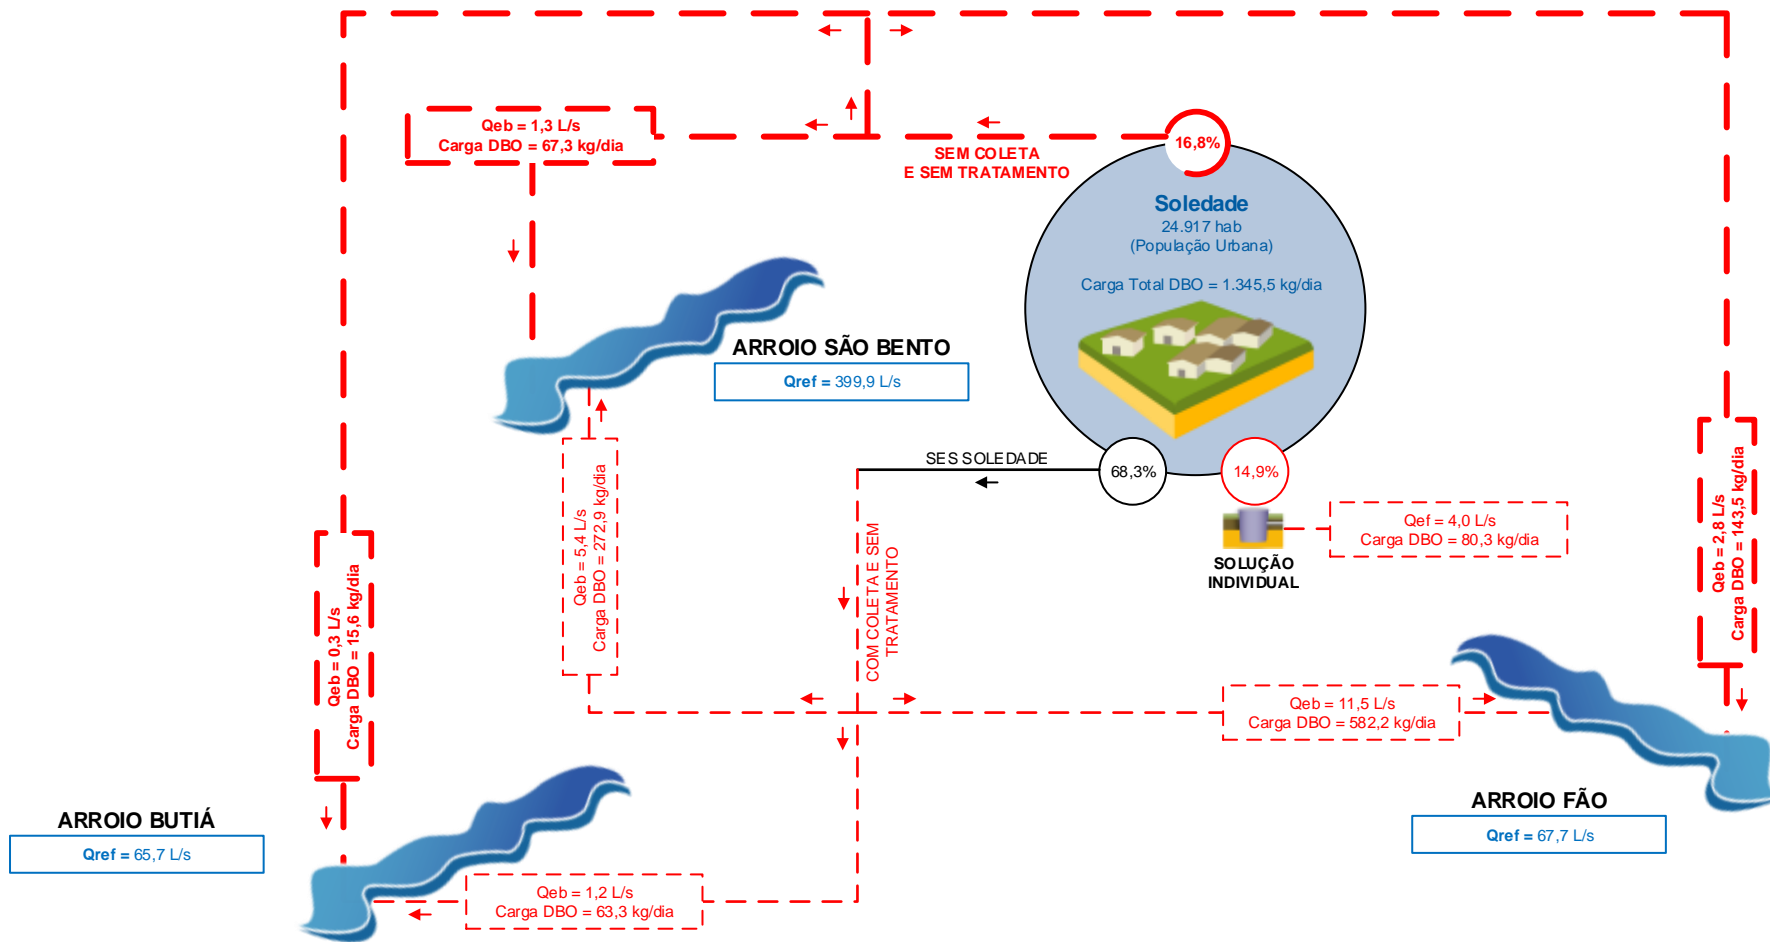 Qeb = 1,3 L/s
Carga DBO = 67,3 kg/dia
SEM COLETA
E SEM TRATAMENTO
16,8%
Soledade
24.917 hab
(População Urbana)
Carga Total DBO = 1.345,5 kg/dia
ARROIO SÃO BENTO
Qref = 399,9 L/s
SES SOLEDADE
68,3%
14,9%
Qef = 4,0 L/s
Carga DBO = 80,3 kg/dia
SOLUÇÃO
INDIVIDUAL
Qeb = 5,4 L/s
Carga DBO = 272,9 kg/dia
COM COLETA E SEM
TRATAMENTO
Qeb = 2,8 L/s
Carga DBO = 143,5 kg/dia
Qeb = 0,3 L/s
Carga DBO = 15,6 kg/dia
Qeb = 11,5 L/s
Carga DBO = 582,2 kg/dia
ARROIO BUTIÁ
Qref = 65,7 L/s
ARROIO FÃO
Qref = 67,7 L/s
Qeb = 1,2 L/s
Carga DBO = 63,3 kg/dia